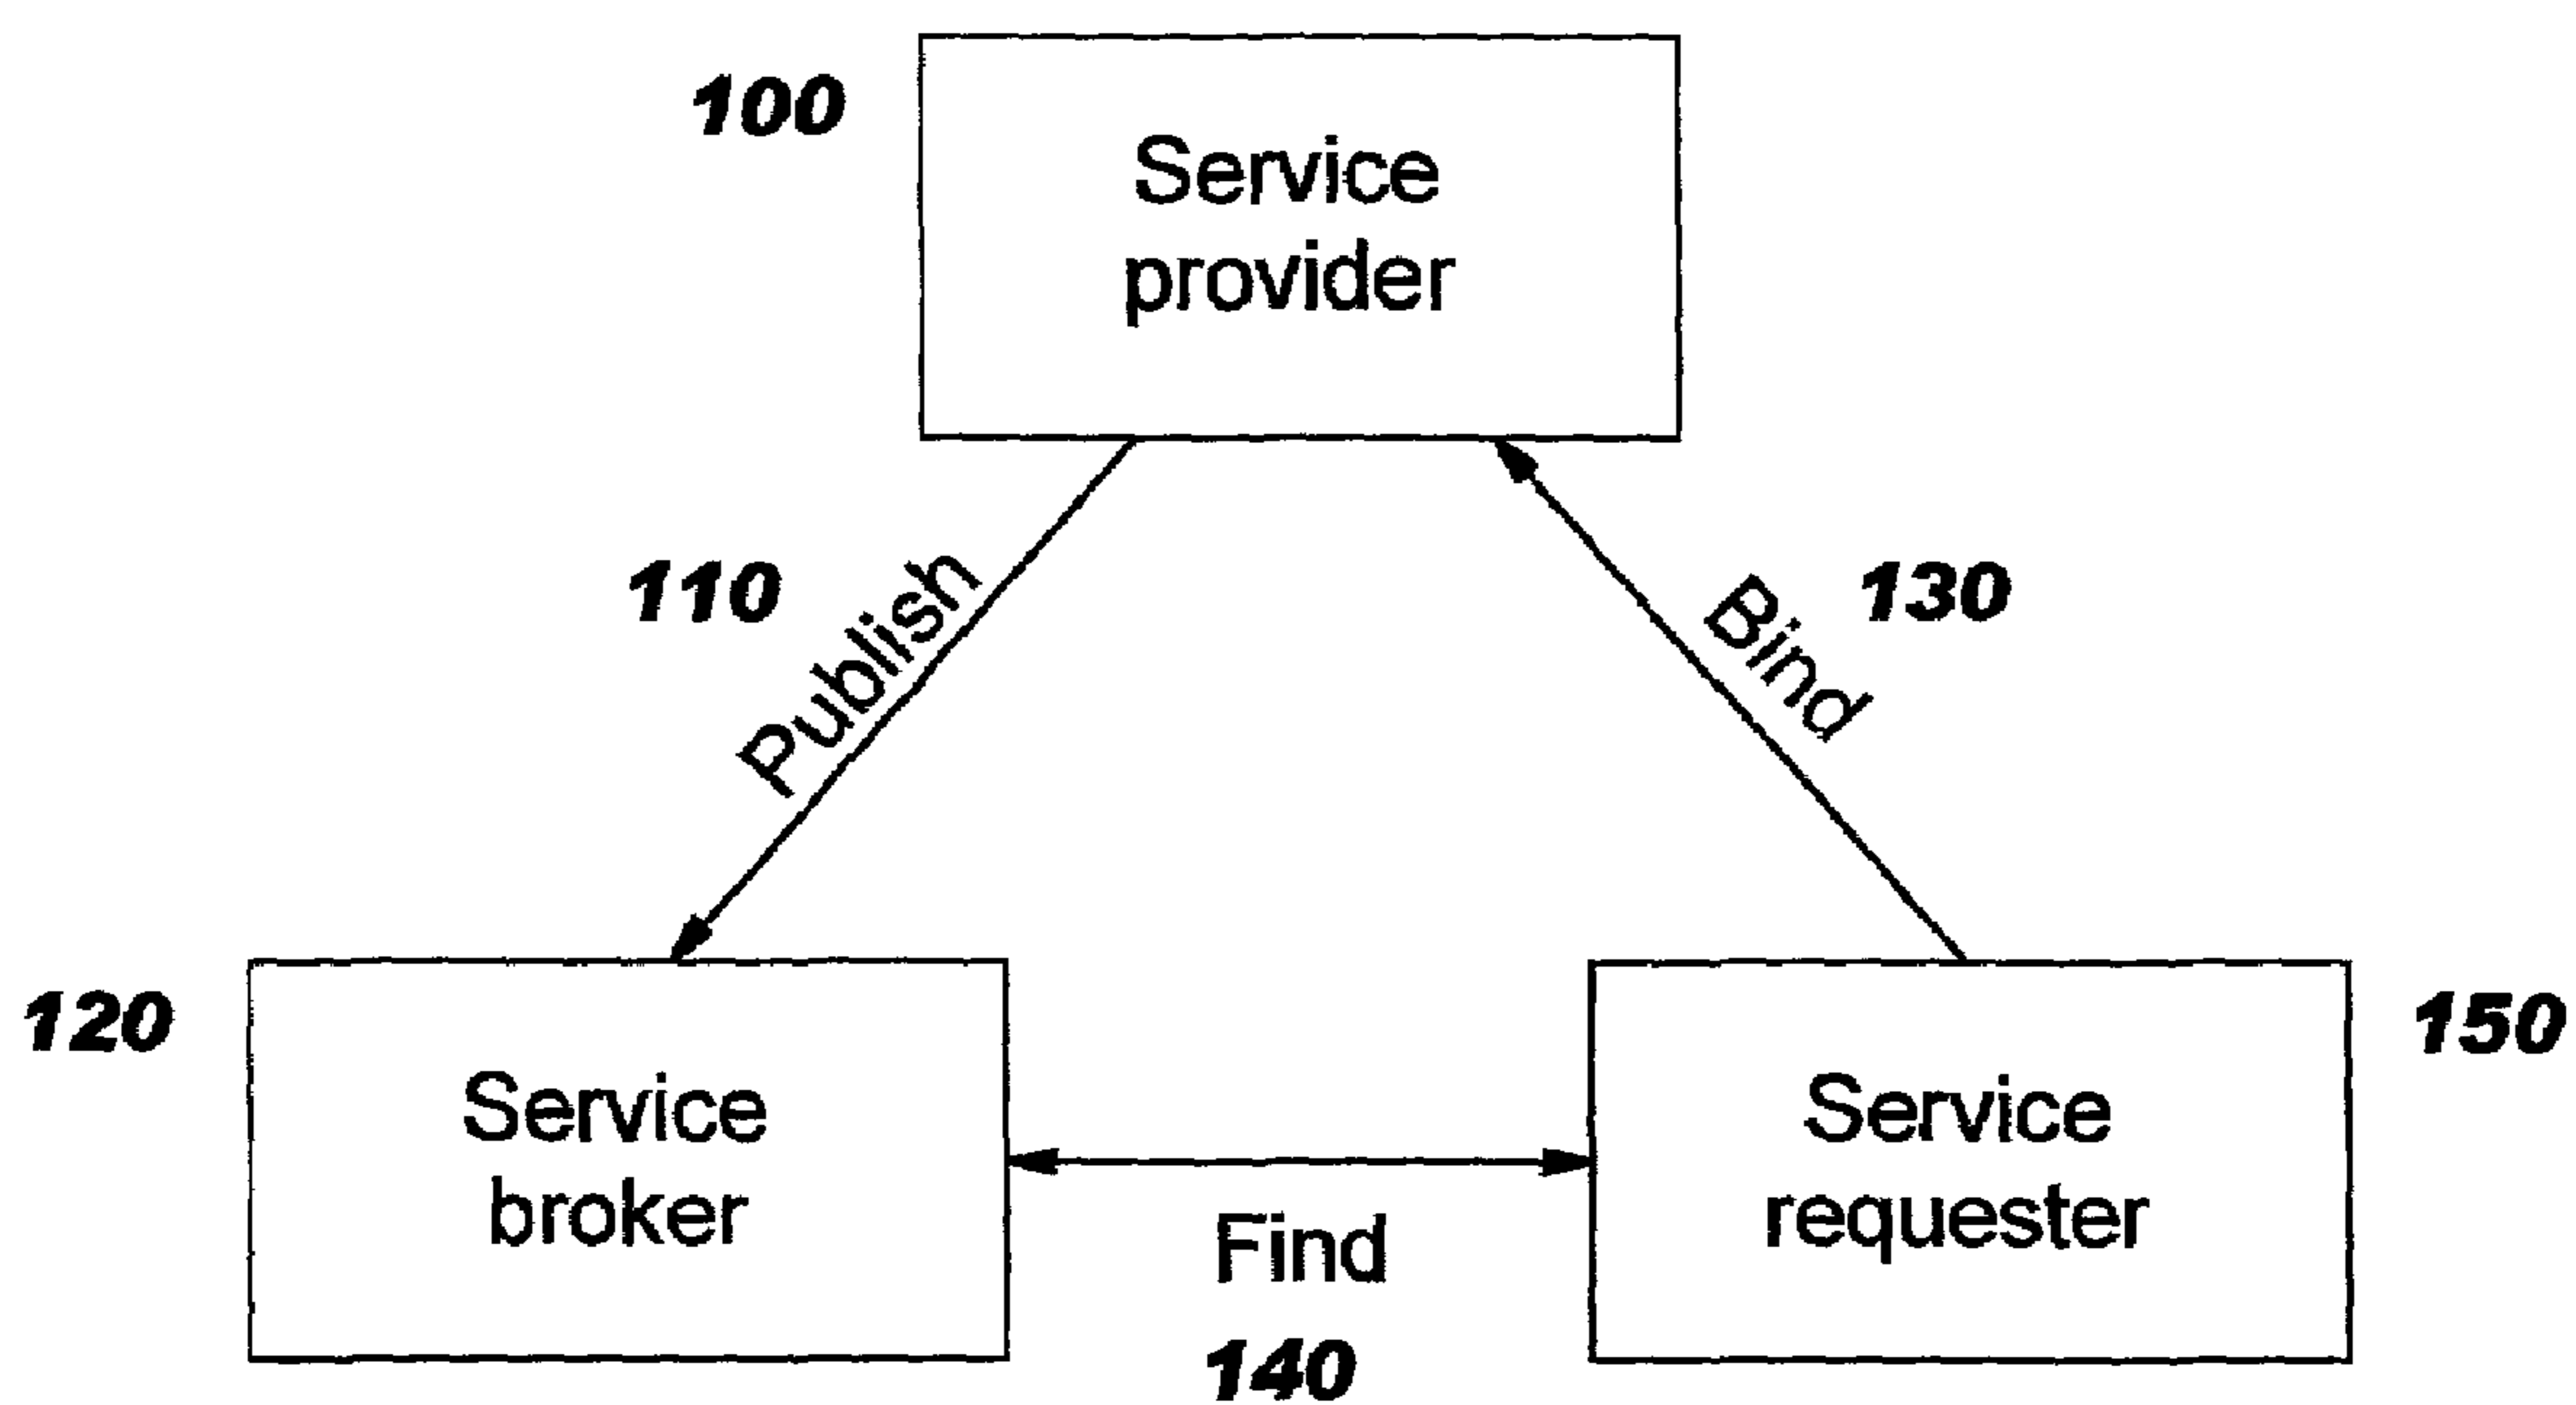 100
Service
provider
110
Publish
130
Bind
120
Service
broker
150
Service
requester
Find
140